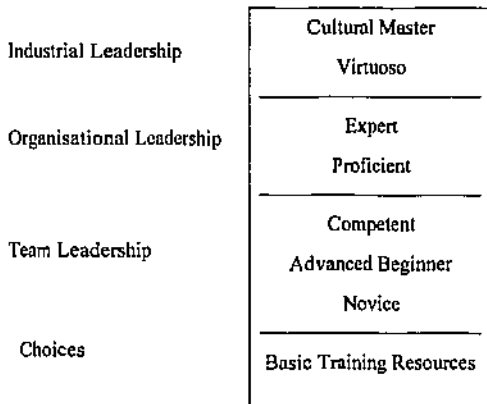 Industrial Leadership
Cultural Master
Virtuoso
Organisational Leadership
Expert
Proficient
Team Leadership
Competent
Advanced Beginner
Novice
Choices
Basic Training Resources